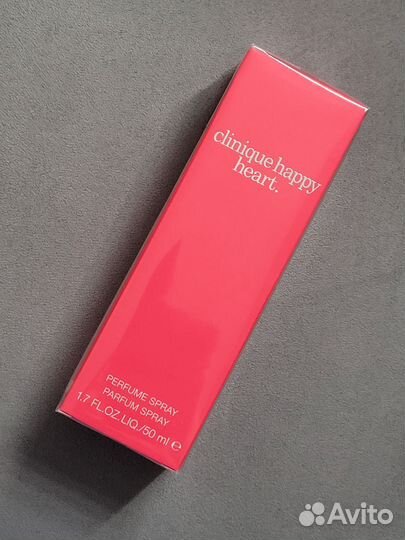 clinique happy
heart.
PERFUME SPRAY
PARFUM SPRAY
1.7 FL.OZ.LIQ./50 ml ℮
Avito